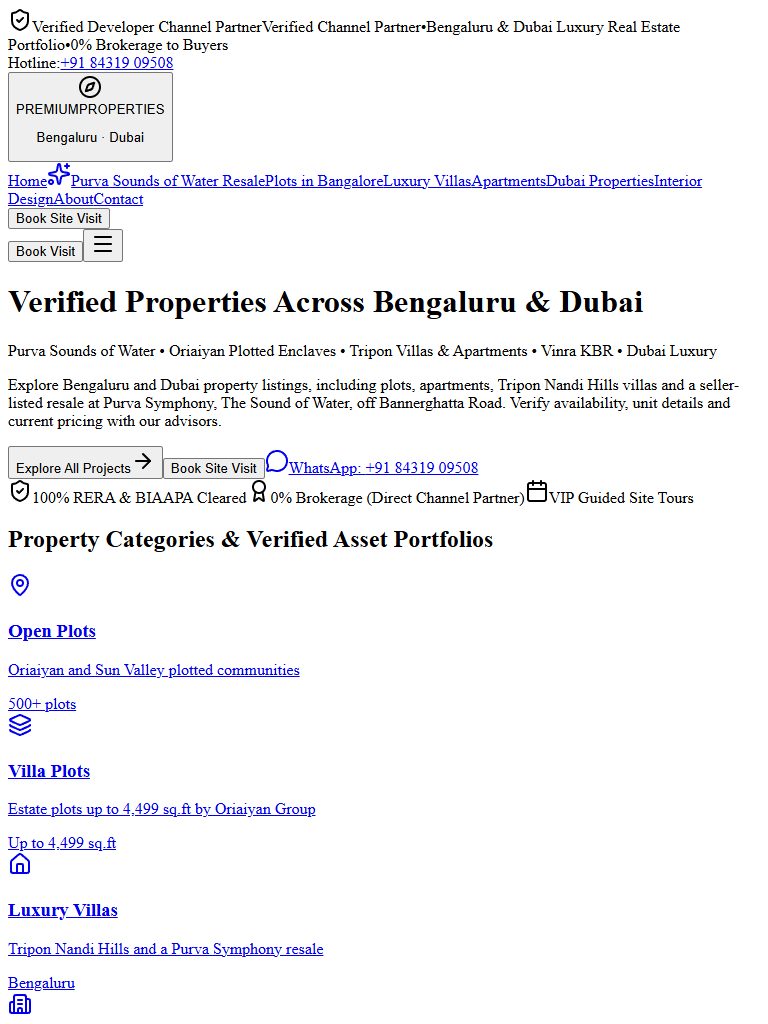 Verified Developer Channel PartnerVerified Channel Partner•Bengaluru & Dubai Luxury Real Estate
Portfolio•0% Brokerage to Buyers
Hotline:+91 84319 09508
PREMIUMPROPERTIES
Bengaluru · Dubai
HomePurva Sounds of Water ResalePlots in BangaloreLuxury VillasApartmentsDubai PropertiesInterior
DesignAboutContact
Book Site Visit
Book Visit
Verified Properties Across Bengaluru & Dubai
Purva Sounds of Water • Oriaiyan Plotted Enclaves • Tripon Villas & Apartments • Vinra KBR • Dubai Luxury
Explore Bengaluru and Dubai property listings, including plots, apartments, Tripon Nandi Hills villas and a seller-
listed resale at Purva Symphony, The Sound of Water, off Bannerghatta Road. Verify availability, unit details and
current pricing with our advisors.
Explore All Projects Book Site Visit WhatsApp: +91 84319 09508
100% RERA & BIAAPA Cleared 0% Brokerage (Direct Channel Partner) VIP Guided Site Tours
Property Categories & Verified Asset Portfolios
Open Plots
Oriaiyan and Sun Valley plotted communities
500+ plots
Villa Plots
Estate plots up to 4,499 sq.ft by Oriaiyan Group
Up to 4,499 sq.ft
Luxury Villas
Tripon Nandi Hills and a Purva Symphony resale
Bengaluru